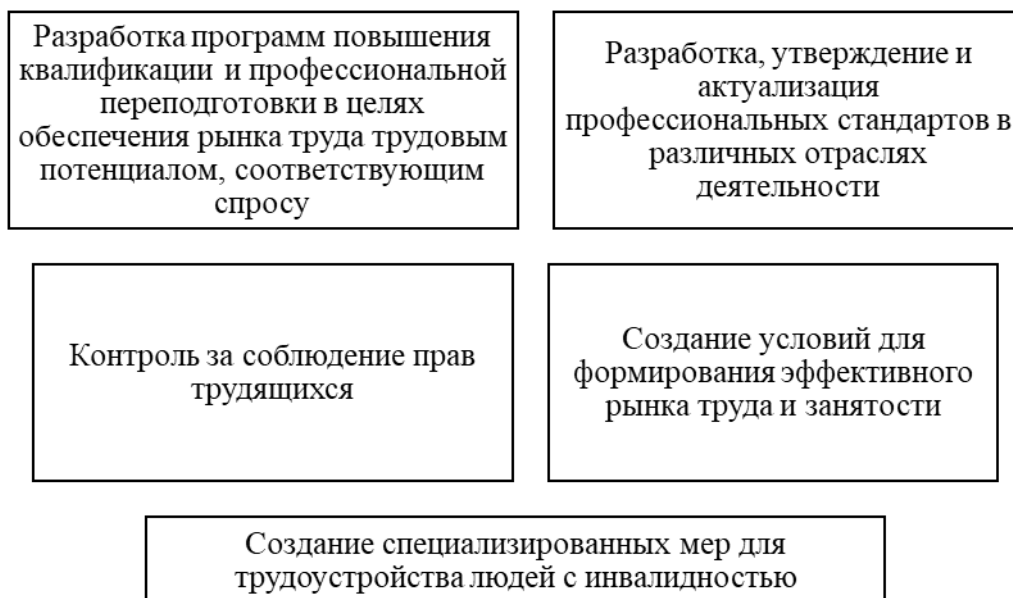 Разработка программ повышения
квалификации и профессиональной
переподготовки в целях
обеспечения рынка труда трудовым
потенциалом, соответствующим
спросу
Разработка, утверждение и
актуализация
профессиональных стандартов в
различных отраслях
деятельности
Контроль за соблюдение прав
трудящихся
Создание условий для
формирования эффективного
рынка труда и занятости
Создание специализированных мер для
трудоустройства людей с инвалидностью